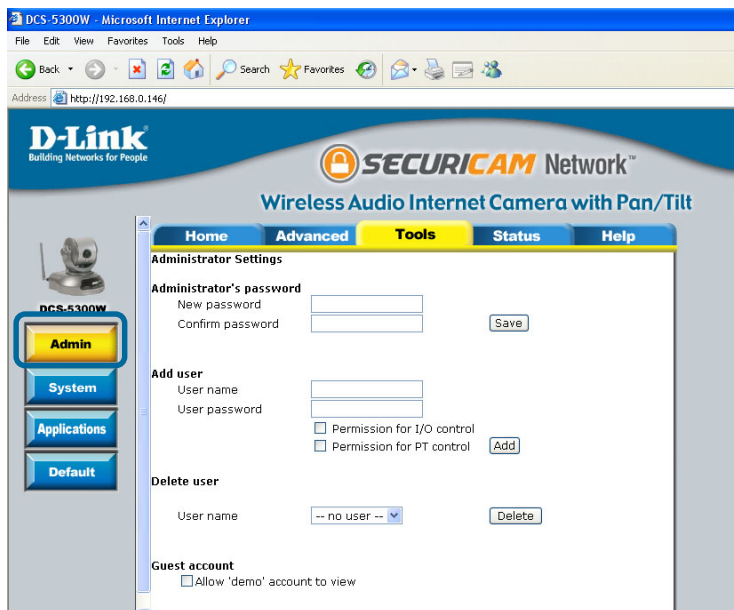 DCS-5300W - Microsoft Internet Explorer
File Edit View Favorites Tools Help
Back Search Favorites
Address http://192.168.0.146/
D-Link
Building Networks for People
SECURICAM Network™
Wireless Audio Internet Camera with Pan/Tilt
Home Advanced Tools Status Help
DCS-5300W
Admin
System
Applications
Default
Administrator Settings
Administrator's password
New password
Confirm password Save
Add user
User name
User password
Permission for I/O control
Permission for PT control Add
Delete user
User name -- no user -- Delete
Guest account
Allow 'demo' account to view